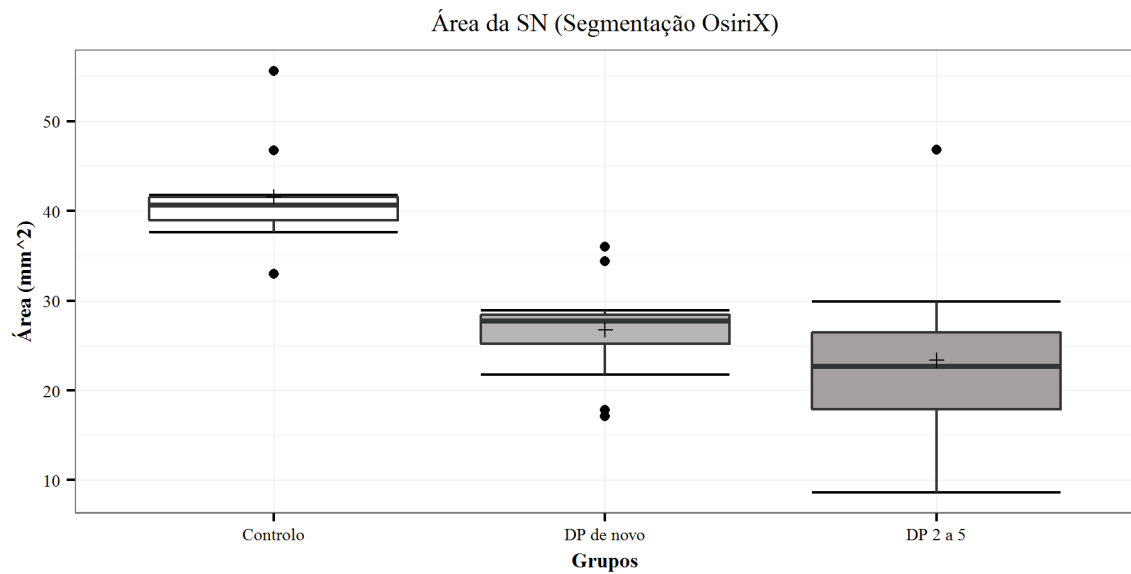 Área da SN (Segmentação OsiriX)
Área (mm^2)
50
40
30
20
10
Controlo
DP de novo
DP 2 a 5
Grupos